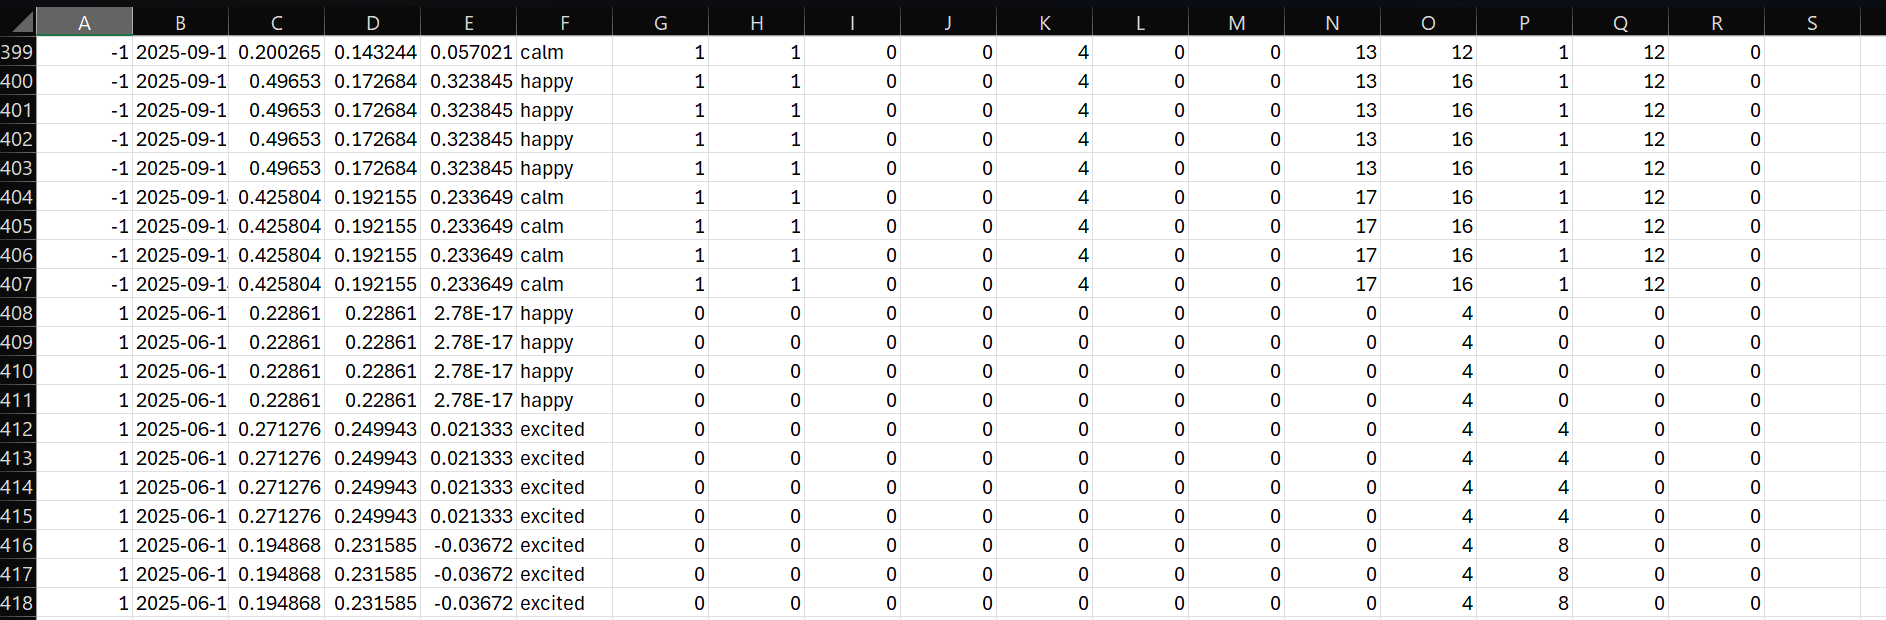 A B C D E F G H I J K L M N O P Q R S
399 -1 2025-09-1 0.200265 0.143244 0.057021 calm 1 1 0 0 4 0 0 13 12 1 12 0
400 -1 2025-09-1 0.49653 0.172684 0.323845 happy 1 1 0 0 4 0 0 13 16 1 12 0
401 -1 2025-09-1 0.49653 0.172684 0.323845 happy 1 1 0 0 4 0 0 13 16 1 12 0
402 -1 2025-09-1 0.49653 0.172684 0.323845 happy 1 1 0 0 4 0 0 13 16 1 12 0
403 -1 2025-09-1 0.49653 0.172684 0.323845 happy 1 1 0 0 4 0 0 13 16 1 12 0
404 -1 2025-09-1 0.425804 0.192155 0.233649 calm 1 1 0 0 4 0 0 17 16 1 12 0
405 -1 2025-09-1 0.425804 0.192155 0.233649 calm 1 1 0 0 4 0 0 17 16 1 12 0
406 -1 2025-09-1 0.425804 0.192155 0.233649 calm 1 1 0 0 4 0 0 17 16 1 12 0
407 -1 2025-09-1 0.425804 0.192155 0.233649 calm 1 1 0 0 4 0 0 17 16 1 12 0
408 1 2025-06-1 0.22861 0.22861 2.78E-17 happy 0 0 0 0 0 0 0 0 4 0 0 0
409 1 2025-06-1 0.22861 0.22861 2.78E-17 happy 0 0 0 0 0 0 0 0 4 0 0 0
410 1 2025-06-1 0.22861 0.22861 2.78E-17 happy 0 0 0 0 0 0 0 0 4 0 0 0
411 1 2025-06-1 0.22861 0.22861 2.78E-17 happy 0 0 0 0 0 0 0 0 4 0 0 0
412 1 2025-06-1 0.271276 0.249943 0.021333 excited 0 0 0 0 0 0 0 0 4 4 0 0
413 1 2025-06-1 0.271276 0.249943 0.021333 excited 0 0 0 0 0 0 0 0 4 4 0 0
414 1 2025-06-1 0.271276 0.249943 0.021333 excited 0 0 0 0 0 0 0 0 4 4 0 0
415 1 2025-06-1 0.271276 0.249943 0.021333 excited 0 0 0 0 0 0 0 0 4 4 0 0
416 1 2025-06-1 0.194868 0.231585 -0.03672 excited 0 0 0 0 0 0 0 0 4 8 0 0
417 1 2025-06-1 0.194868 0.231585 -0.03672 excited 0 0 0 0 0 0 0 0 4 8 0 0
418 1 2025-06-1 0.194868 0.231585 -0.03672 excited 0 0 0 0 0 0 0 0 4 8 0 0